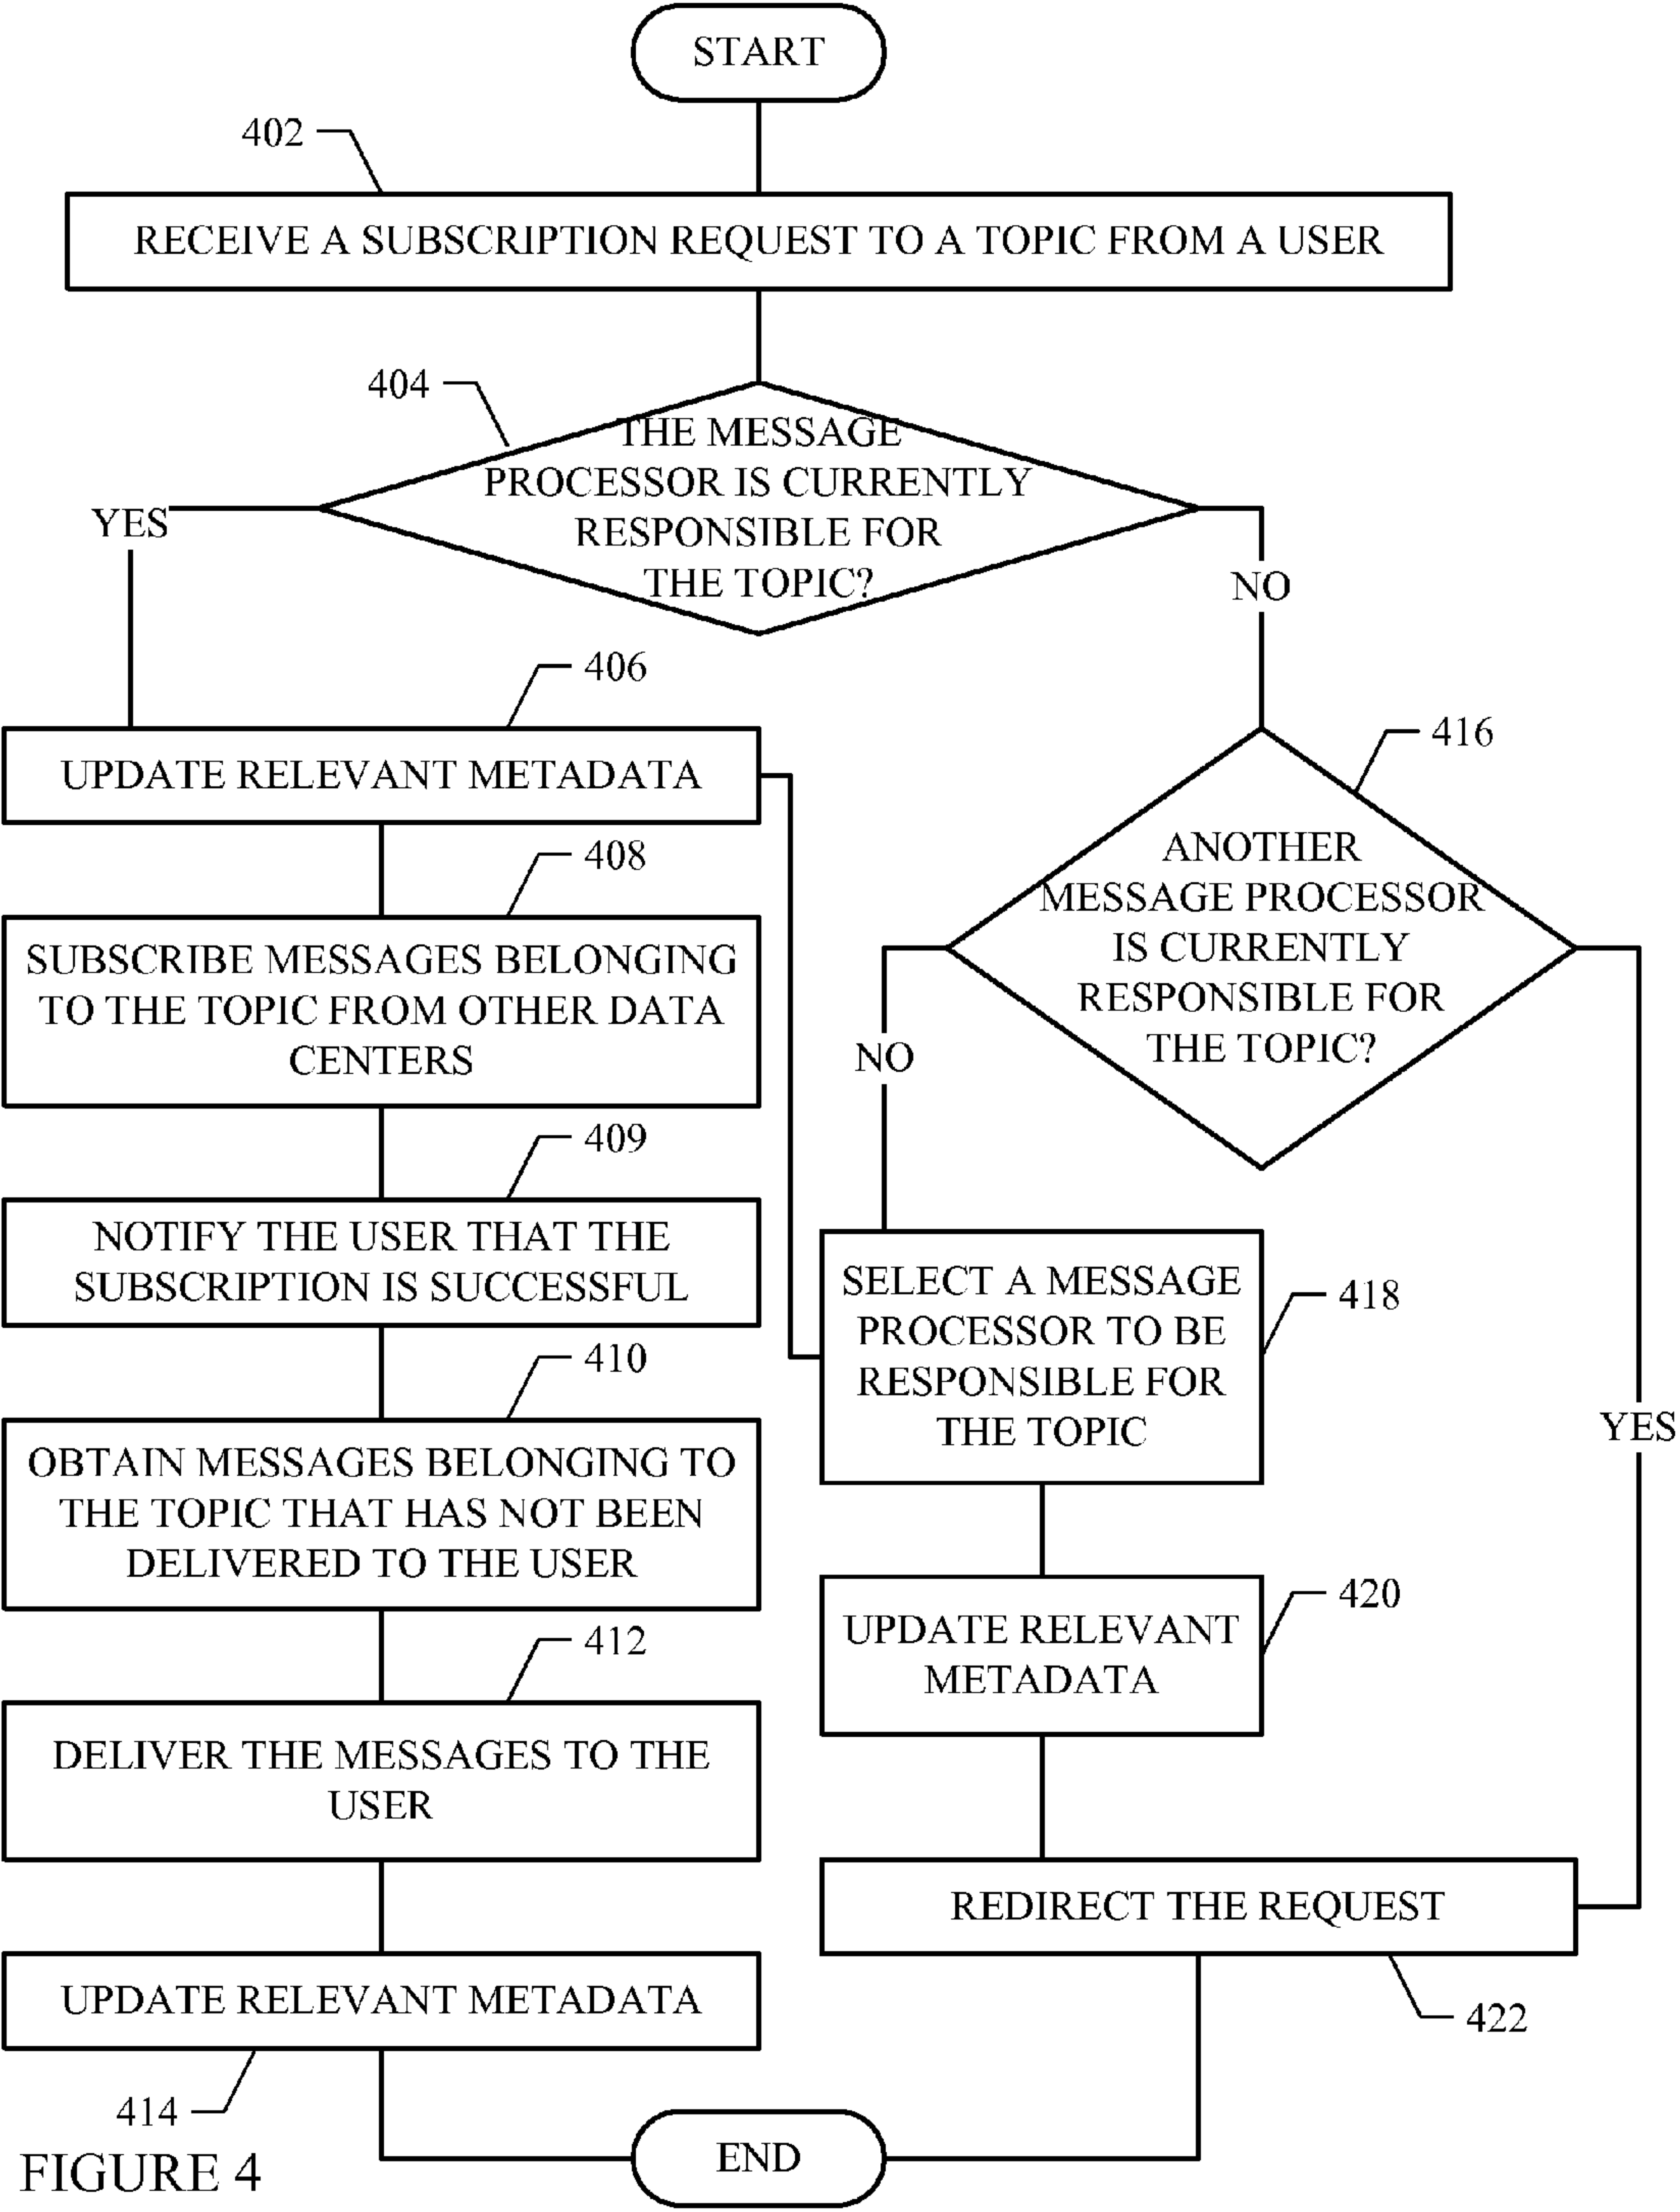 START
402
RECEIVE A SUBSCRIPTION REQUEST TO A TOPIC FROM A USER
404
THE MESSAGE
PROCESSOR IS CURRENTLY
RESPONSIBLE FOR
THE TOPIC?
YES
NO
406
UPDATE RELEVANT METADATA
408
SUBSCRIBE MESSAGES BELONGING
TO THE TOPIC FROM OTHER DATA
CENTERS
409
NOTIFY THE USER THAT THE
SUBSCRIPTION IS SUCCESSFUL
410
OBTAIN MESSAGES BELONGING TO
THE TOPIC THAT HAS NOT BEEN
DELIVERED TO THE USER
412
DELIVER THE MESSAGES TO THE
USER
UPDATE RELEVANT METADATA
414
416
ANOTHER
MESSAGE PROCESSOR
IS CURRENTLY
RESPONSIBLE FOR
THE TOPIC?
NO
YES
SELECT A MESSAGE
PROCESSOR TO BE
RESPONSIBLE FOR
THE TOPIC
418
UPDATE RELEVANT
METADATA
420
REDIRECT THE REQUEST
422
END
FIGURE 4